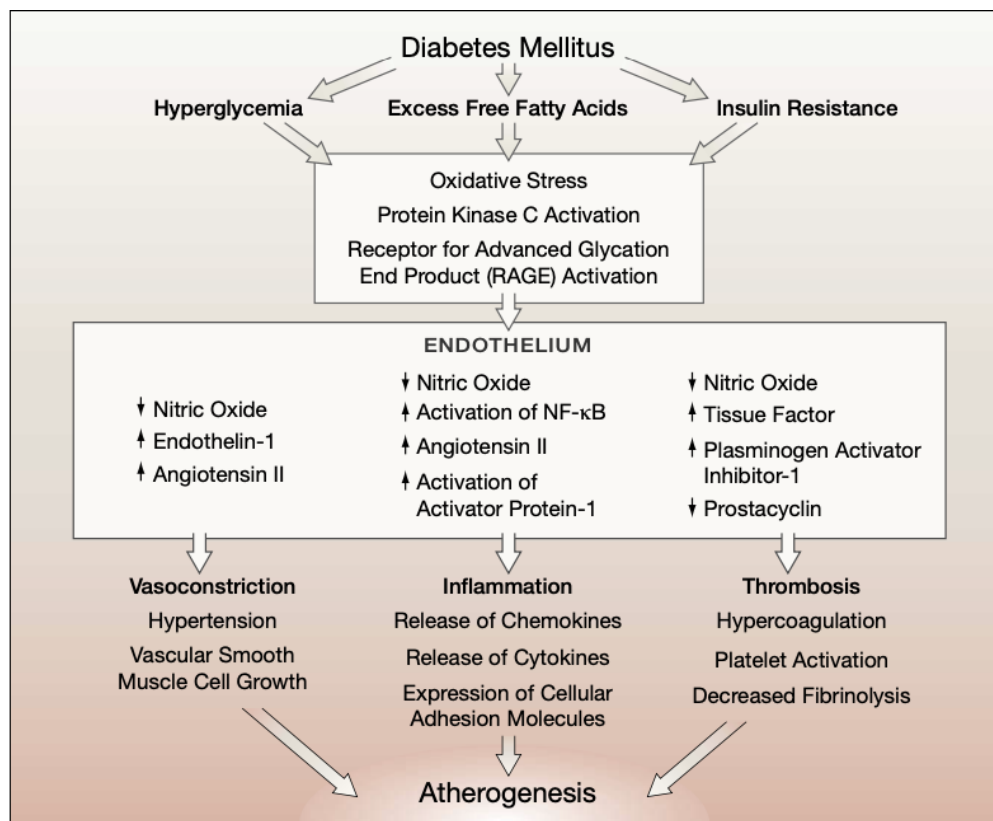 Diabetes Mellitus
Hyperglycemia
Excess Free Fatty Acids
Insulin Resistance
Oxidative Stress
Protein Kinase C Activation
Receptor for Advanced Glycation
End Product (RAGE) Activation
ENDOTHELIUM
↓ Nitric Oxide
↑ Endothelin-1
↑ Angiotensin II
↓ Nitric Oxide
↑ Activation of NF-κB
↑ Angiotensin II
↑ Activation of
Activator Protein-1
↓ Nitric Oxide
↑ Tissue Factor
↑ Plasminogen Activator
Inhibitor-1
↓ Prostacyclin
Vasoconstriction
Hypertension
Vascular Smooth
Muscle Cell Growth
Inflammation
Release of Chemokines
Release of Cytokines
Expression of Cellular
Adhesion Molecules
Thrombosis
Hypercoagulation
Platelet Activation
Decreased Fibrinolysis
Atherogenesis